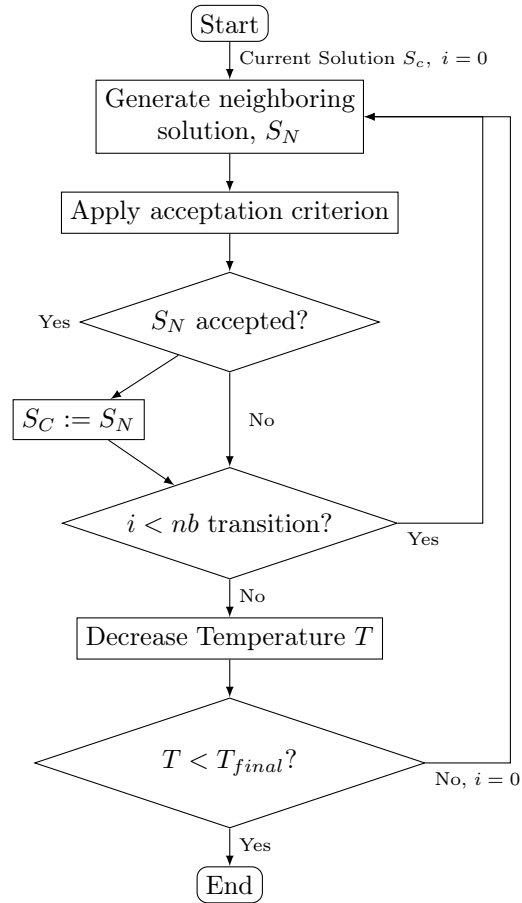 Start
Current Solution S_c, i = 0
Generate neighboring
solution, S_N
Apply acceptation criterion
S_N accepted?
Yes
S_C := S_N
No
i < nb transition?
Yes
No
Decrease Temperature T
T < T_final?
No, i = 0
Yes
End